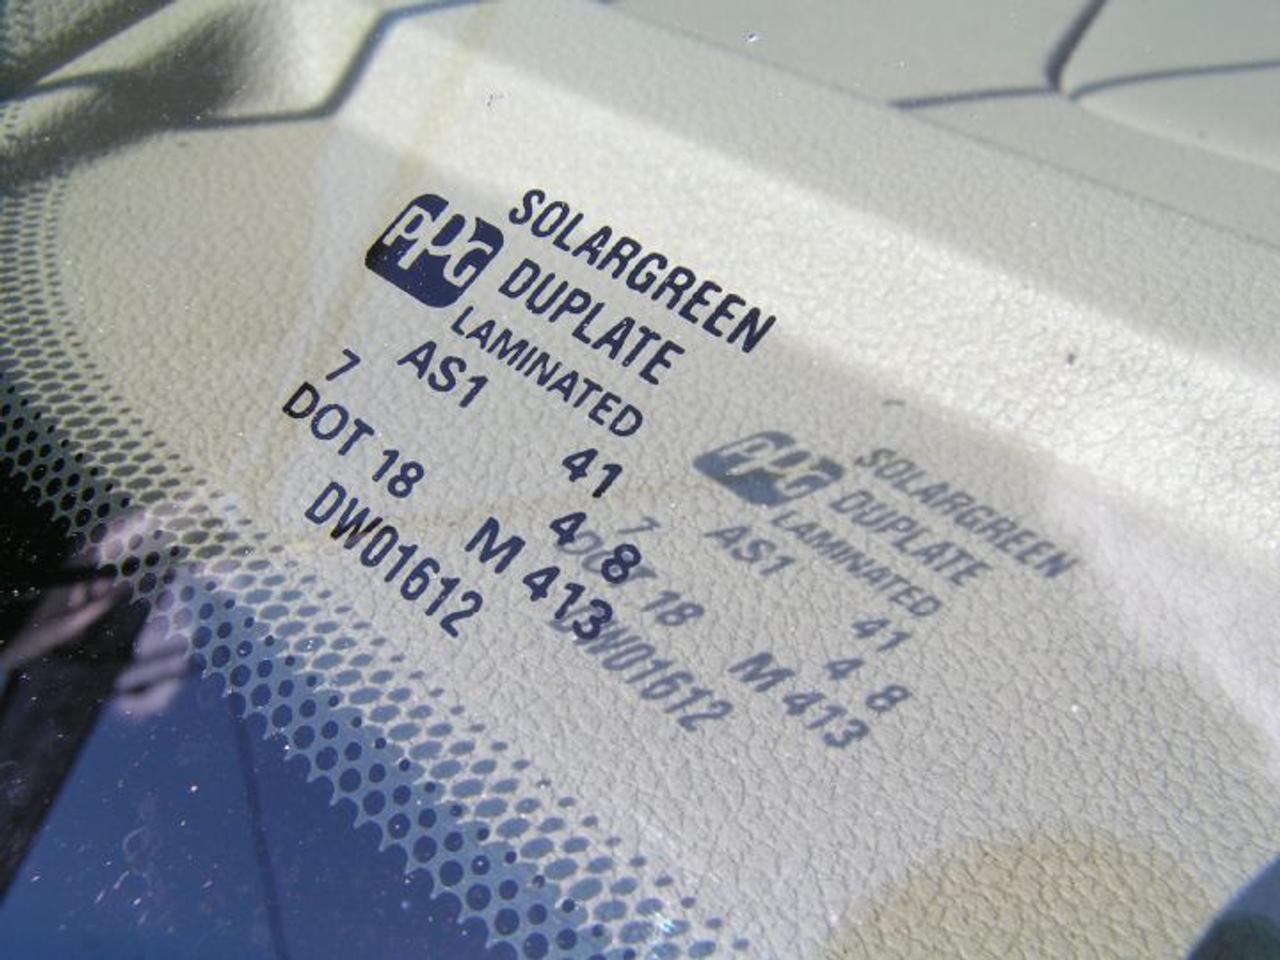 PPG SOLARGREEN
DUPLATE
LAMINATED
7 AS1 41
DOT 18 4 8
DW01612 M 413
PPG SOLARGREEN
DUPLATE
LAMINATED
7 AS1 41
DOT 18 4 8
DW01612 M 413